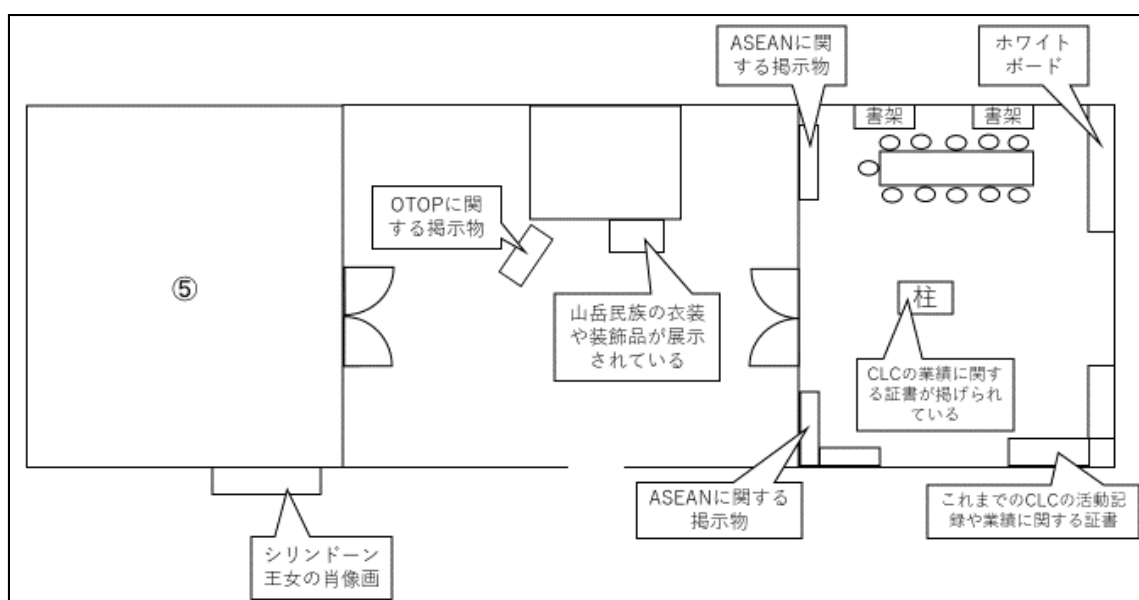 ASEANに関
する掲示物
ホワイト
ボード
書架
書架
OTOPに関
する掲示物
⑤
山岳民族の衣装
や装飾品が展示
されている
柱
CLCの業績に関す
る証書が掲げられ
ている
ASEANに関する
掲示物
これまでのCLCの活動記
録や業績に関する証書
シリンドーン
王女の肖像画